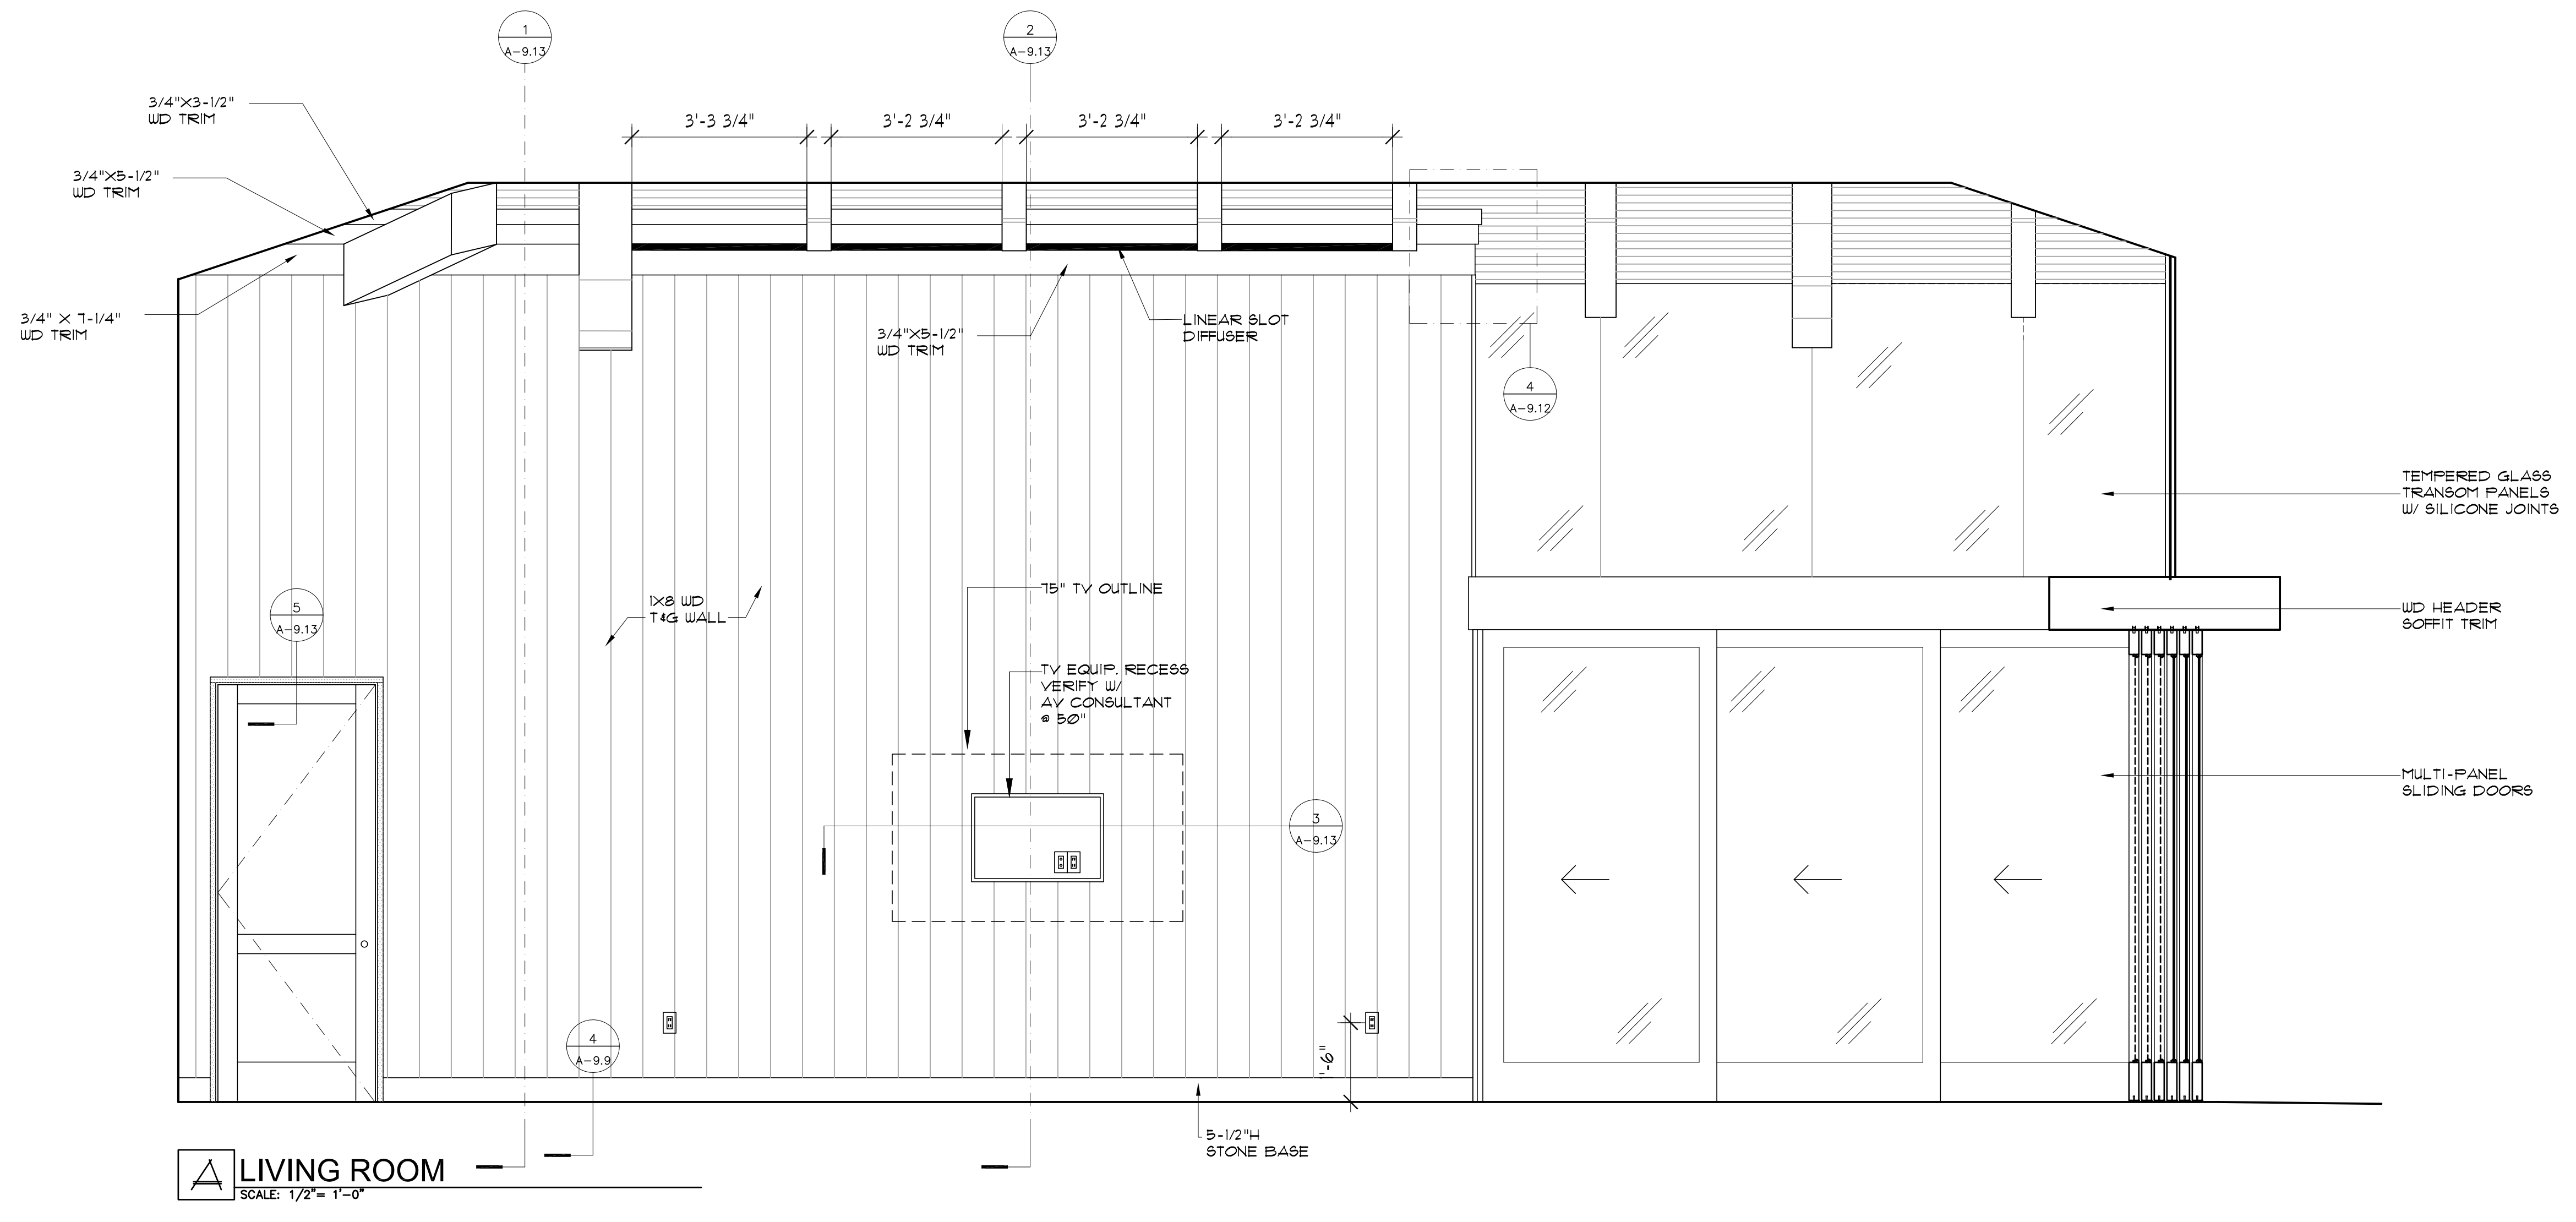 1
A-9.13
2
A-9.13
3/4"X3-1/2"
WD TRIM
3'-3 3/4"
3'-2 3/4"
3'-2 3/4"
3'-2 3/4"
3/4"X5-1/2"
WD TRIM
3/4" X 7-1/4"
WD TRIM
3/4"X5-1/2"
WD TRIM
LINEAR SLOT
DIFFUSER
4
A-9.12
TEMPERED GLASS
TRANSOM PANELS
W/ SILICONE JOINTS
75" TV OUTLINE
1X8 WD
T&G WALL
5
A-9.13
WD HEADER
SOFFIT TRIM
TV EQUIP. RECESS
VERIFY W/
AV CONSULTANT
@ 50"
MULTI-PANEL
SLIDING DOORS
3
A-9.13
4
A-9.9
1'-6"
5-1/2"H
STONE BASE
A
LIVING ROOM
SCALE: 1/2"= 1'-0"